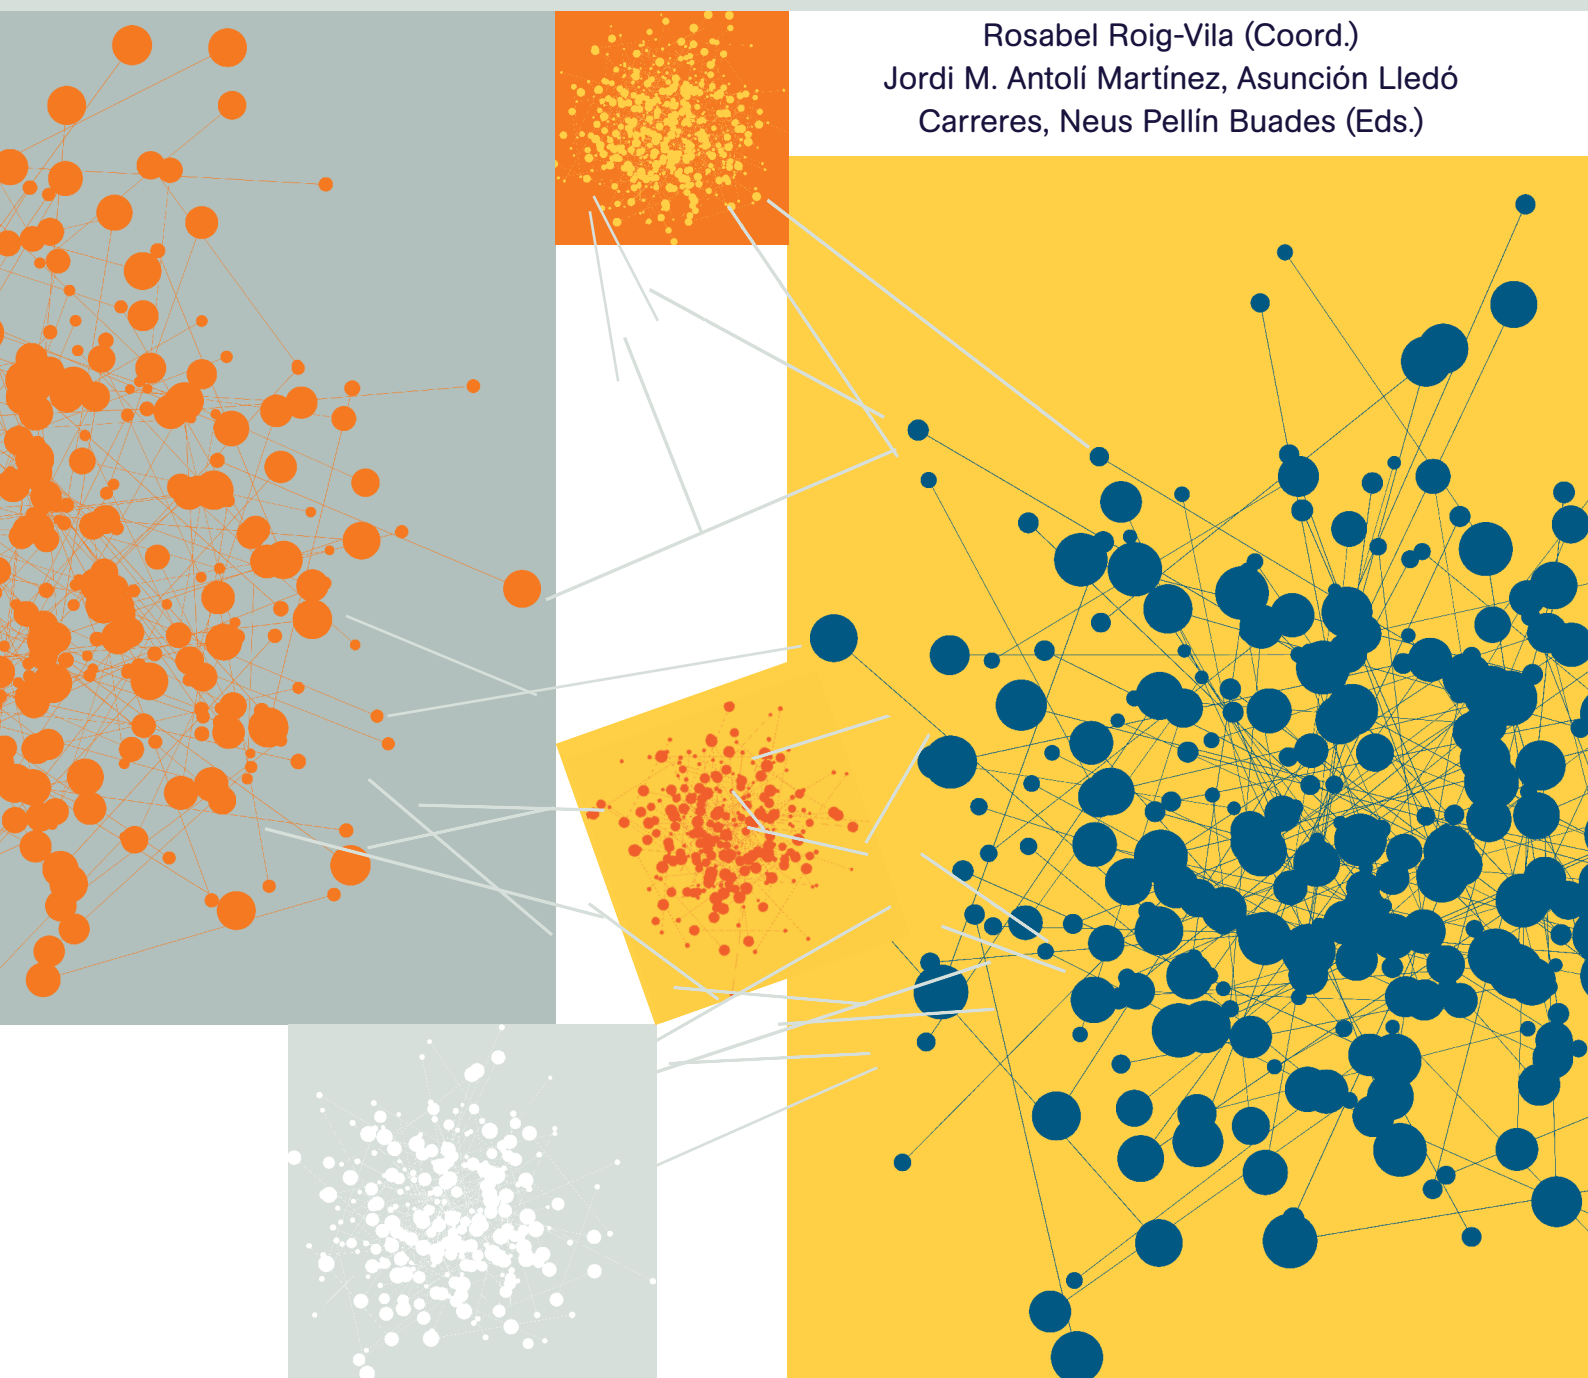 Rosabel Roig-Vila (Coord.)
Jordi M. Antolí Martínez, Asunción Lledó
Carreres, Neus Pellín Buades (Eds.)